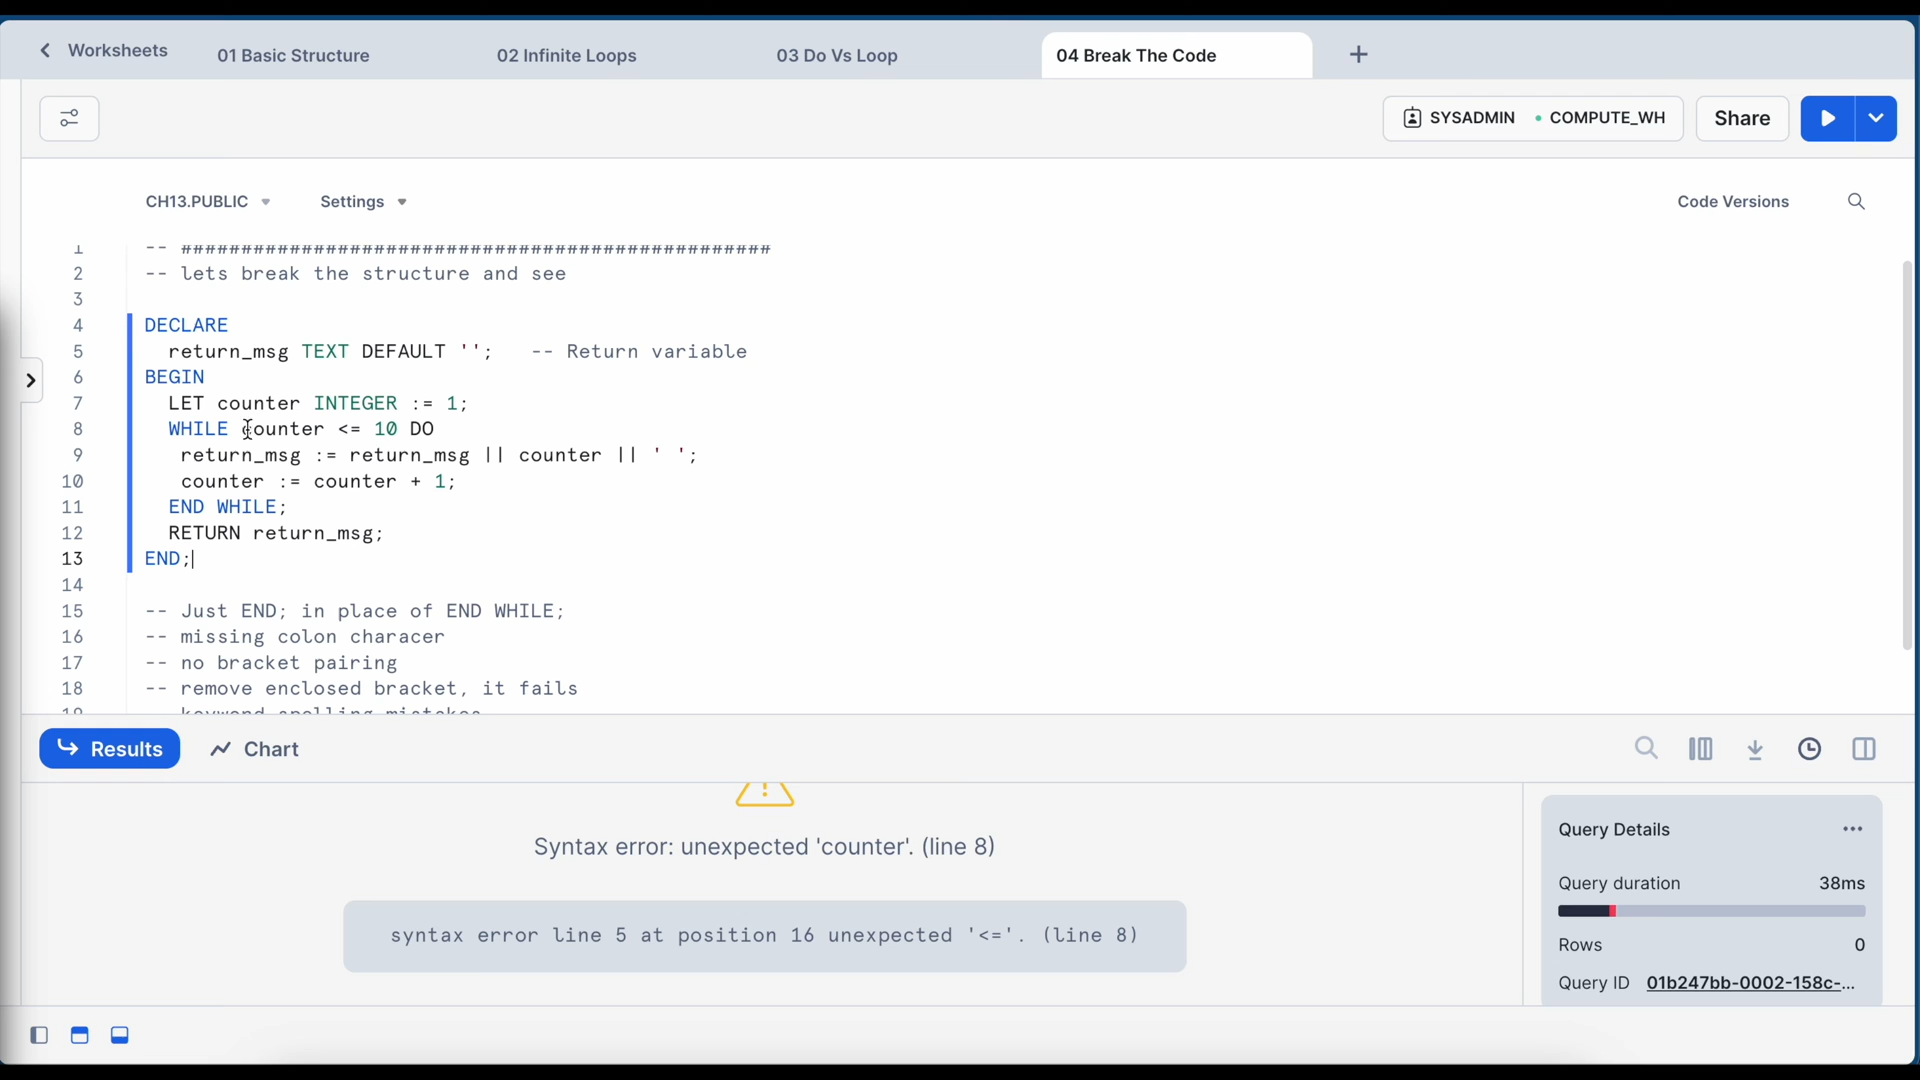 Worksheets
01 Basic Structure
02 Infinite Loops
03 Do Vs Loop
04 Break The Code
+
SYSADMIN
COMPUTE_WH
Share
CH13.PUBLIC
Settings
Code Versions
1 -- #################################################
2 -- lets break the structure and see
3
4 DECLARE
5 return_msg TEXT DEFAULT ''; -- Return variable
6 BEGIN
7 LET counter INTEGER := 1;
8 WHILE counter <= 10 DO
9 return_msg := return_msg || counter || ' ';
10 counter := counter + 1;
11 END WHILE;
12 RETURN return_msg;
13 END;
14
15 -- Just END; in place of END WHILE;
16 -- missing colon characer
17 -- no bracket pairing
18 -- remove enclosed bracket, it fails
19 -- keyword spelling mistakes
Results
Chart
Syntax error: unexpected 'counter'. (line 8)
syntax error line 5 at position 16 unexpected '<='. (line 8)
Query Details
...
Query duration 38ms
Rows 0
Query ID 01b247bb-0002-158c-...